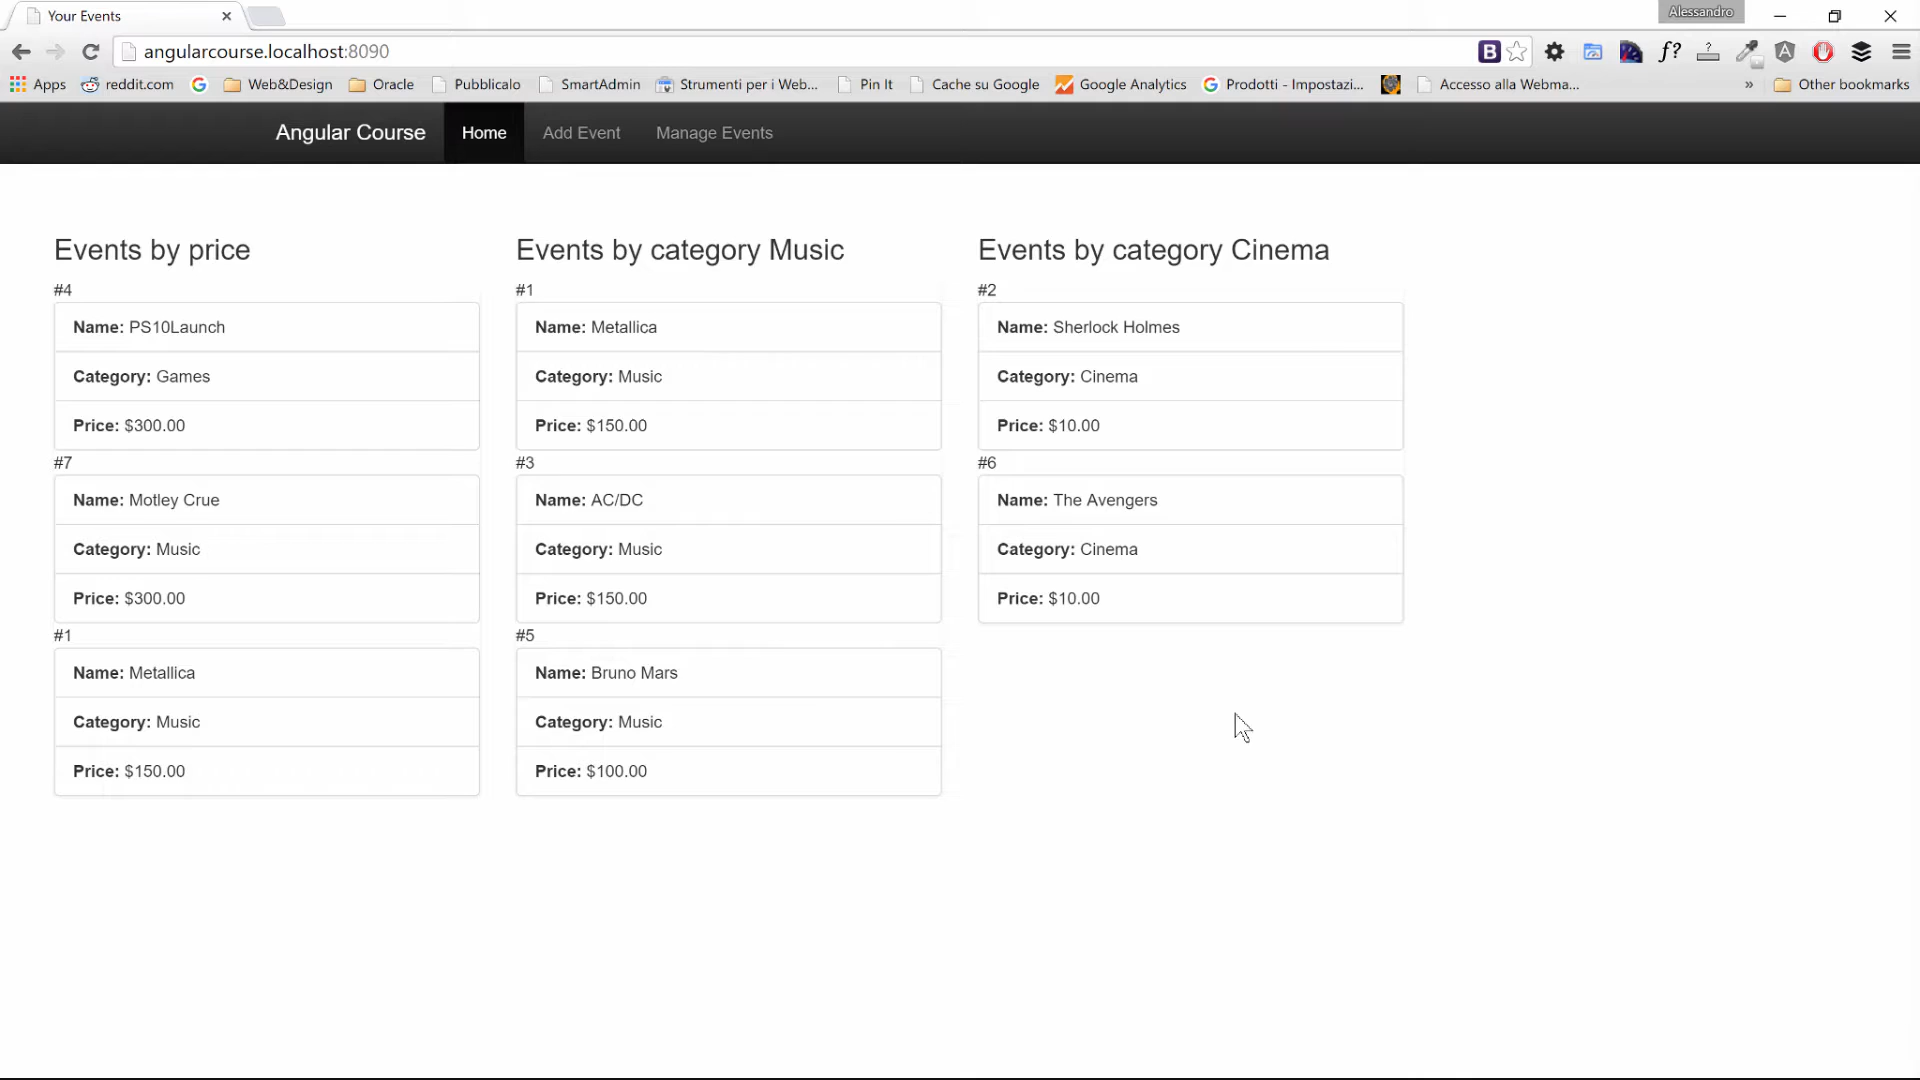 Your Events
Alessandro
angularcourse.localhost:8090
B
f?
?
A
Apps
reddit.com
G
Web&Design
Oracle
Pubblicalo
SmartAdmin
Strumenti per i Web...
Pin It
Cache su Google
Google Analytics
G
Prodotti - Impostazi...
Accesso alla Webma...
»
Other bookmarks
Angular Course
Home
Add Event
Manage Events
Events by price
#4
Name: PS10Launch
Category: Games
Price: $300.00
#7
Name: Motley Crue
Category: Music
Price: $300.00
#1
Name: Metallica
Category: Music
Price: $150.00
Events by category Music
#1
Name: Metallica
Category: Music
Price: $150.00
#3
Name: AC/DC
Category: Music
Price: $150.00
#5
Name: Bruno Mars
Category: Music
Price: $100.00
Events by category Cinema
#2
Name: Sherlock Holmes
Category: Cinema
Price: $10.00
#6
Name: The Avengers
Category: Cinema
Price: $10.00